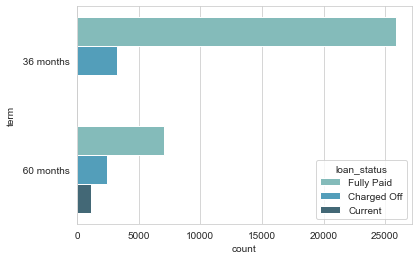 36 months
term
60 months
loan_status
Fully Paid
Charged Off
Current
0 5000 10000 15000 20000 25000
count